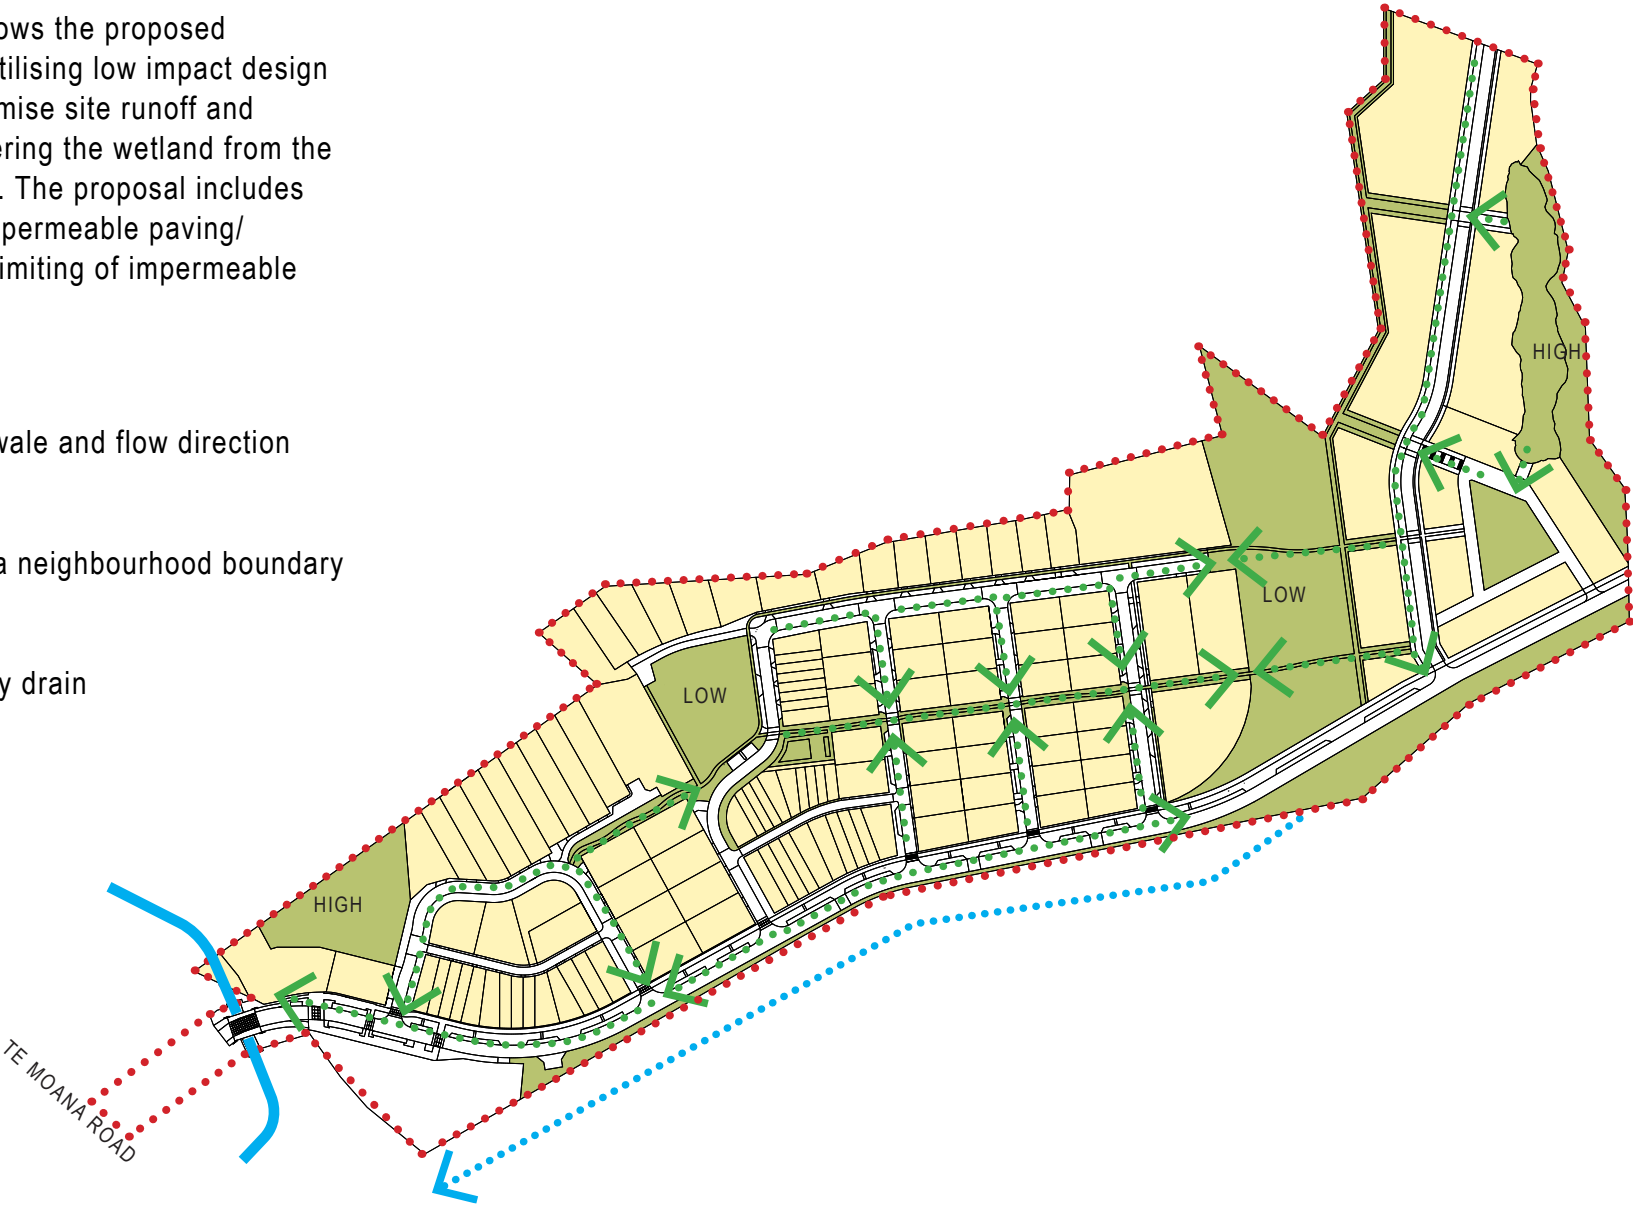 ows the proposed
tilising low impact design
mise site runoff and
ering the wetland from the
. The proposal includes
permeable paving/
imiting of impermeable
vale and flow direction
a neighbourhood boundary
y drain
HIGH
LOW
LOW
HIGH
TE MOANA ROAD